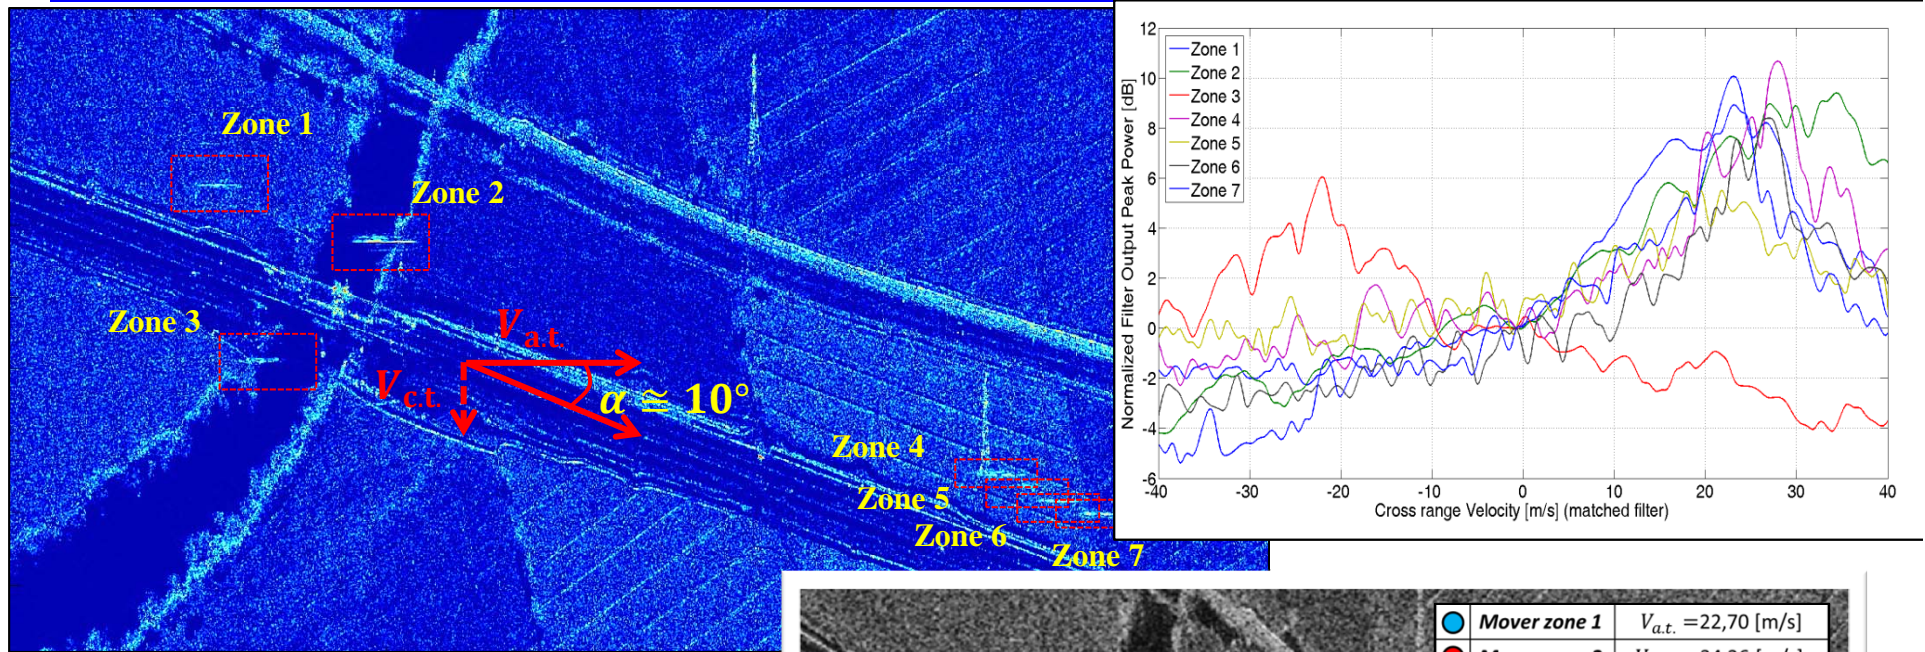 Zone 1
Zone 2
Zone 3
V a.t.
V c.t.
α ≅ 10°
Zone 4
Zone 5
Zone 6
Zone 7
12
10
8
6
4
2
0
-2
-4
-6
-40
-30
-20
-10
0
10
20
30
40
Normalized Filter Output Peak Power [dB]
Cross range Velocity [m/s] (matched filter)
Zone 1
Zone 2
Zone 3
Zone 4
Zone 5
Zone 6
Zone 7
Mover zone 1 V a.t. =22,70 [m/s]